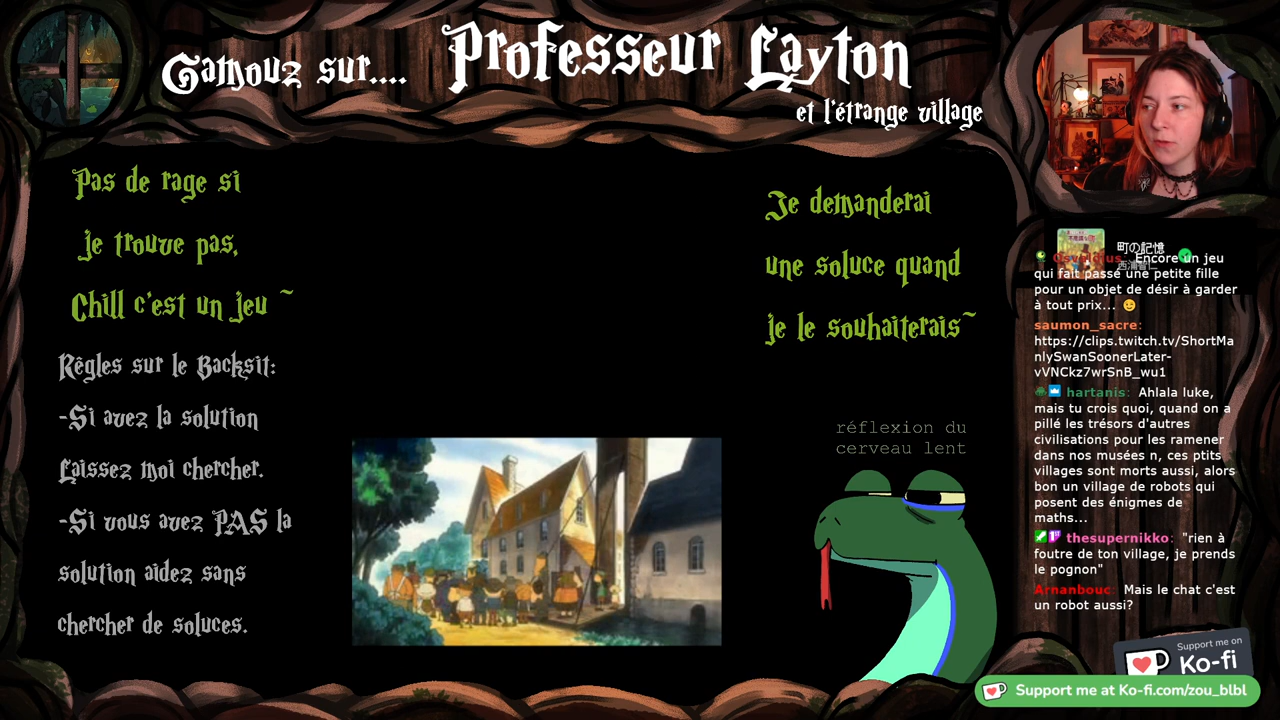 Gamouz sur....
Professeur Layton
et l'étrange village
Pas de rage si
je trouve pas,
Chill c'est un jeu ~
Règles sur le Backsit:
-Si avez la solution
Laissez moi chercher.
-Si vous avez PAS la
solution aidez sans
chercher de soluces.
Je demanderai
une soluce quand
je le souhaiterais~
réflexion du
cerveau lent
町の記憶
Encore un jeu
qui fait passé une petite fille
pour un objet de désir à garder
à tout prix... 😉
saumon_sacre:
https://clips.twitch.tv/ShortMa
nlySwanSoonerLater-
vVNCkz7wrSnB_wu1
hartanis: Ahlala luke,
mais tu crois quoi, quand on a
pillé les trésors d'autres
civilisations pour les ramener
dans nos musées n, ces ptits
villages sont morts aussi, alors
bon un village de robots qui
posent des énigmes de
maths...
thesupernikko: "rien à
foutre de ton village, je prends
le pognon"
Arnanbouc: Mais le chat c'est
un robot aussi?
Support me on
Ko-fi
Support me at Ko-fi.com/zou_blbl